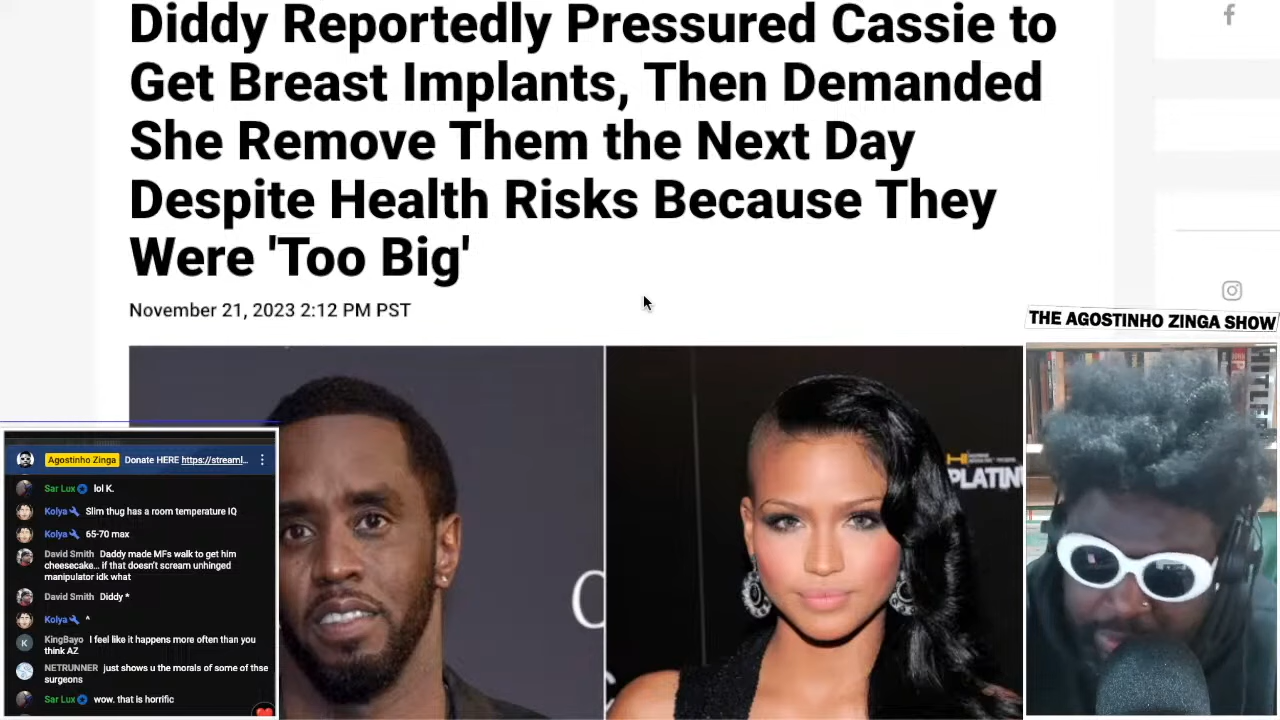 Diddy Reportedly Pressured Cassie to
Get Breast Implants, Then Demanded
She Remove Them the Next Day
Despite Health Risks Because They
Were 'Too Big'
November 21, 2023 2:12 PM PST
THE AGOSTINHO ZINGA SHOW
PLATIN
C
Agostinho Zinga Donate HERE https://streaml...
Sar Lux lol K.
Kolya Slim thug has a room temperature IQ
Kolya 65-70 max
David Smith Daddy made MFs walk to get him
cheesecake... if that doesn't scream unhinged
manipulator idk what
David Smith Diddy *
Kolya ^
K KingBayo I feel like it happens more often than you
think AZ
NETRUNNER just shows u the morals of some of thse
surgeons
Sar Lux wow. that is horrific